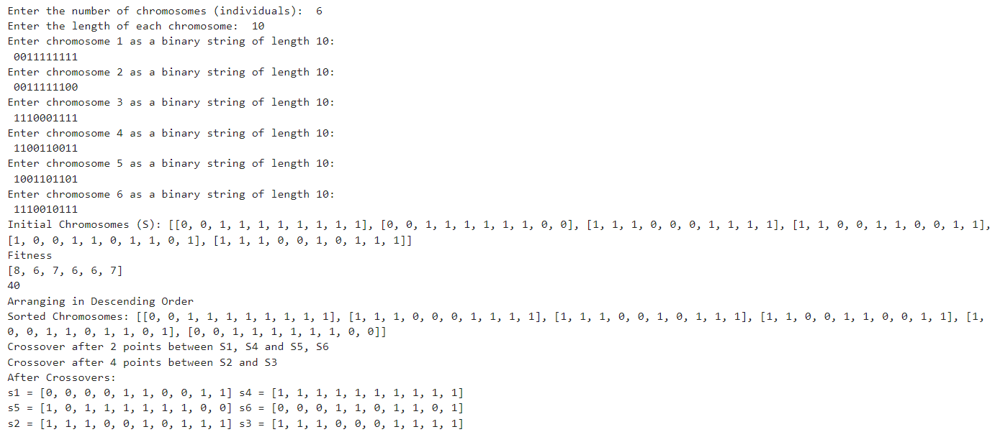 Enter the number of chromosomes (individuals):  6
Enter the length of each chromosome:  10
Enter chromosome 1 as a binary string of length 10:
0011111111
Enter chromosome 2 as a binary string of length 10:
0011111100
Enter chromosome 3 as a binary string of length 10:
1110001111
Enter chromosome 4 as a binary string of length 10:
1100110011
Enter chromosome 5 as a binary string of length 10:
1001101101
Enter chromosome 6 as a binary string of length 10:
1110010111
Initial Chromosomes (S): [[0, 0, 1, 1, 1, 1, 1, 1, 1, 1], [0, 0, 1, 1, 1, 1, 1, 1, 0, 0], [1, 1, 1, 0, 0, 0, 1, 1, 1, 1], [1, 1, 0, 0, 1, 1, 0, 0, 1, 1],
[1, 0, 0, 1, 1, 0, 1, 1, 0, 1], [1, 1, 1, 0, 0, 1, 0, 1, 1, 1]]
Fitness
[8, 6, 7, 6, 6, 7]
40
Arranging in Descending Order
Sorted Chromosomes: [[0, 0, 1, 1, 1, 1, 1, 1, 1, 1], [1, 1, 1, 0, 0, 0, 1, 1, 1, 1], [1, 1, 1, 0, 0, 1, 0, 1, 1, 1], [1, 1, 0, 0, 1, 1, 0, 0, 1, 1], [1,
0, 0, 1, 1, 0, 1, 1, 0, 1], [0, 0, 1, 1, 1, 1, 1, 1, 0, 0]]
Crossover after 2 points between S1, S4 and S5, S6
Crossover after 4 points between S2 and S3
After Crossovers:
s1 = [0, 0, 0, 0, 1, 1, 0, 0, 1, 1] s4 = [1, 1, 1, 1, 1, 1, 1, 1, 1, 1]
s5 = [1, 0, 1, 1, 1, 1, 1, 1, 0, 0] s6 = [0, 0, 0, 1, 1, 0, 1, 1, 0, 1]
s2 = [1, 1, 1, 0, 0, 1, 0, 1, 1, 1] s3 = [1, 1, 1, 0, 0, 0, 1, 1, 1, 1]